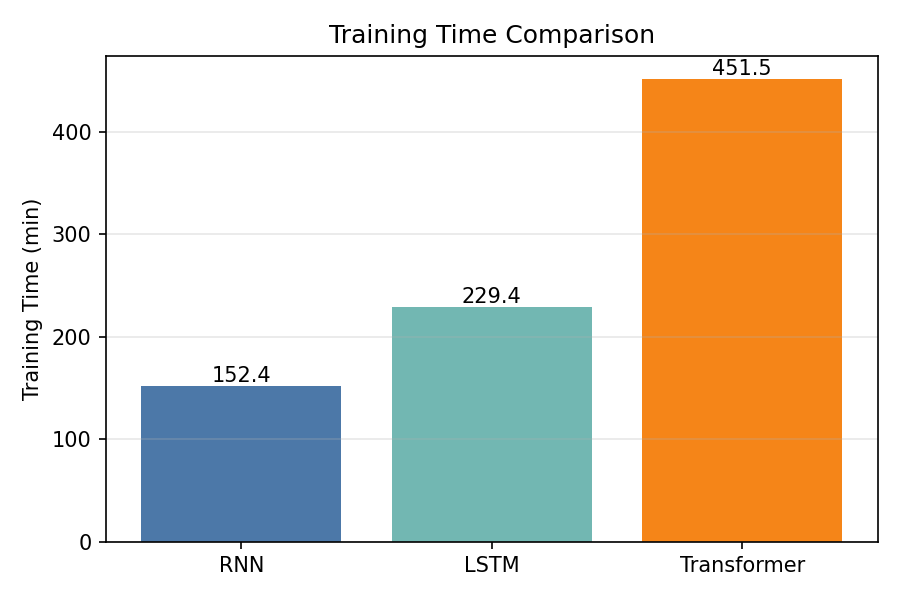 Training Time Comparison
Training Time (min)
400
300
200
100
0
152.4
229.4
451.5
RNN
LSTM
Transformer